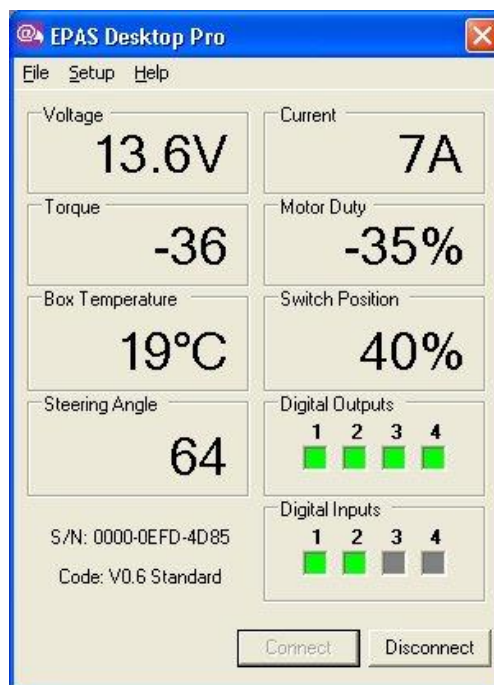 EPAS Desktop Pro
File Setup Help
Voltage
13.6V
Current
7A
Torque
-36
Motor Duty
-35%
Box Temperature
19°C
Switch Position
40%
Steering Angle
64
Digital Outputs
1 2 3 4
Digital Inputs
1 2 3 4
S/N: 0000-0EFD-4D85
Code: V0.6 Standard
Connect Disconnect